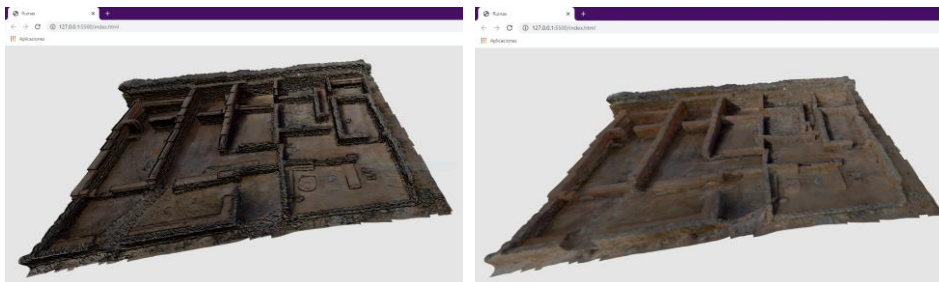 Ruinas
127.0.0.1:5500/index.html
Aplicaciones
Ruinas
127.0.0.1:5500/index.html
Aplicaciones